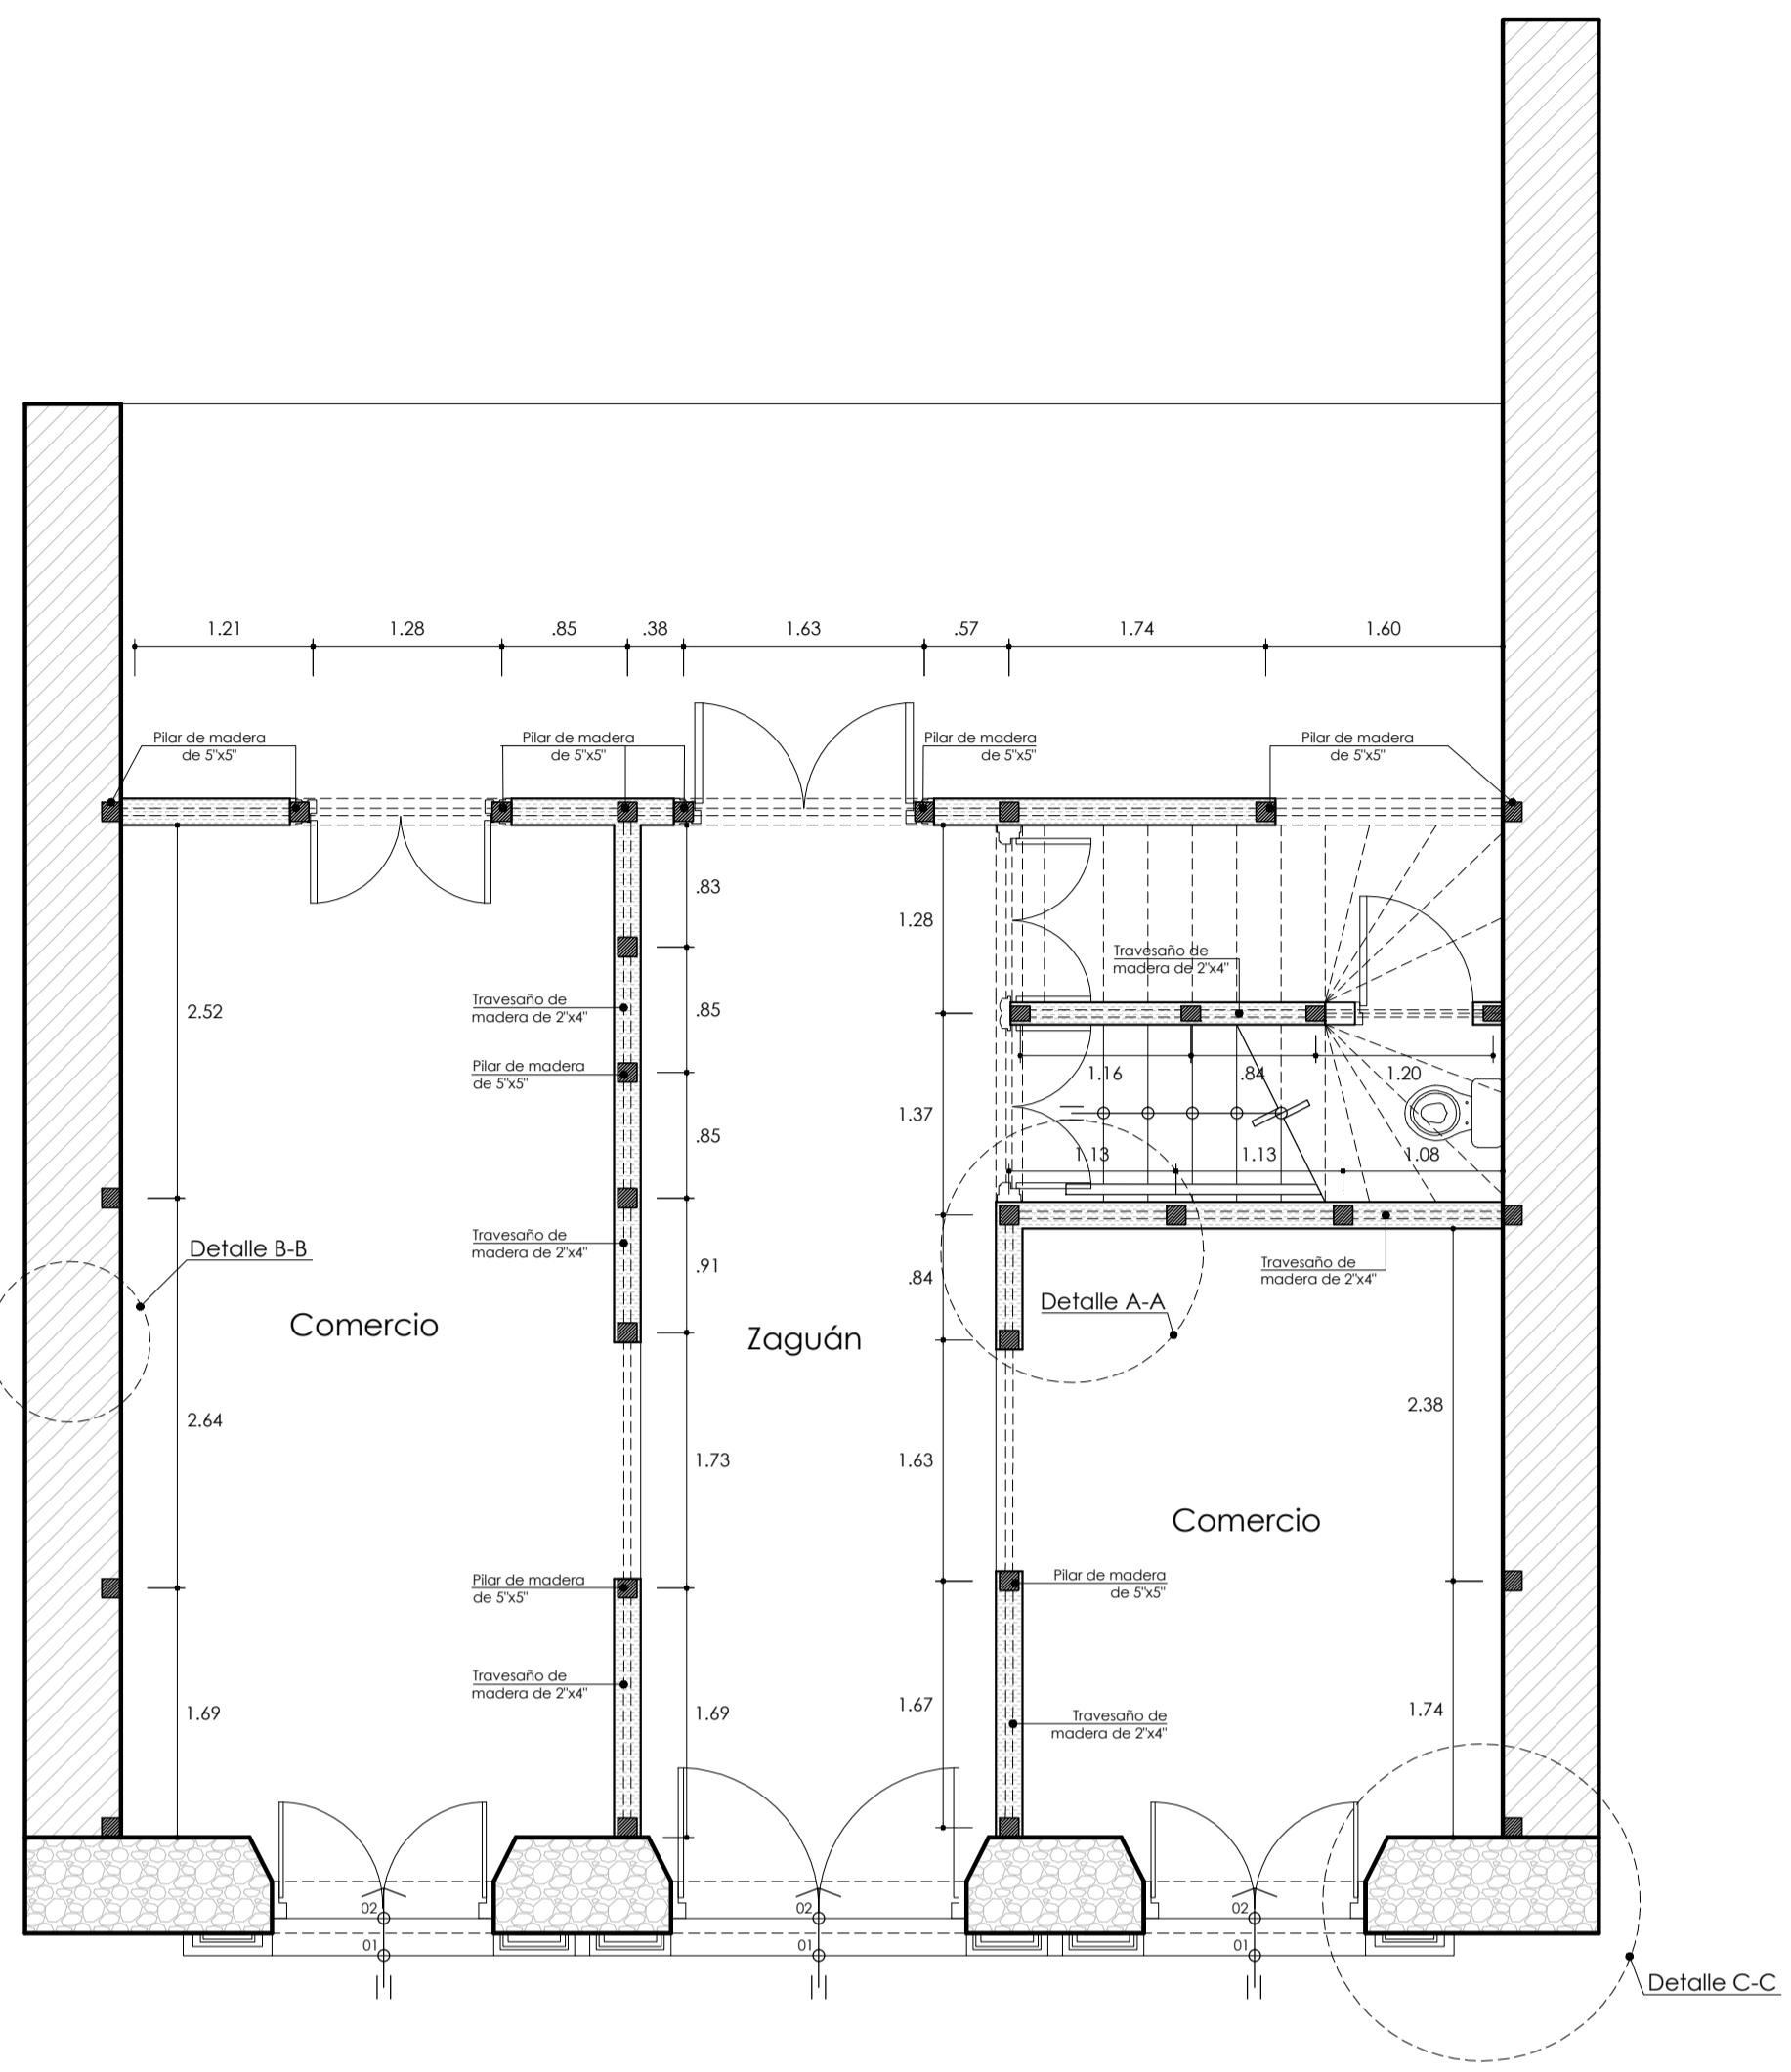 1.21 1.28 .85 .38 1.63 .57 1.74 1.60
Pilar de madera
de 5"x5"
Pilar de madera
de 5"x5"
Pilar de madera
de 5"x5"
Pilar de madera
de 5"x5"
.83
1.28
Travesaño de
madera de 2"x4"
Travesaño de
madera de 2"x4"
2.52
.85
Pilar de madera
de 5"x5"
1.16 .84 1.20
1.37
.85
1.13 1.13 1.08
Travesaño de
madera de 2"x4"
Detalle B-B
.91
.84
Travesaño de
madera de 2"x4"
Detalle A-A
Comercio
Zaguán
2.64
1.73
1.63
2.38
Comercio
Pilar de madera
de 5"x5"
Pilar de madera
de 5"x5"
Travesaño de
madera de 2"x4"
1.69
1.69
1.67
Travesaño de
madera de 2"x4"
1.74
02 02 02
01 01 01
Detalle C-C